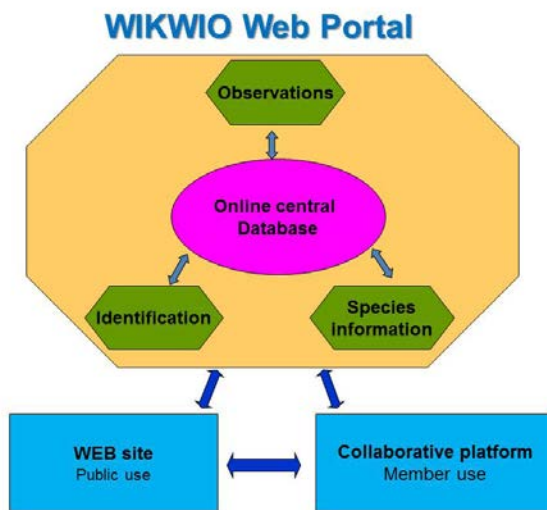 WIKWIO Web Portal
Observations
Online central
Database
Identification
Species
information
WEB site
Public use
Collaborative platform
Member use